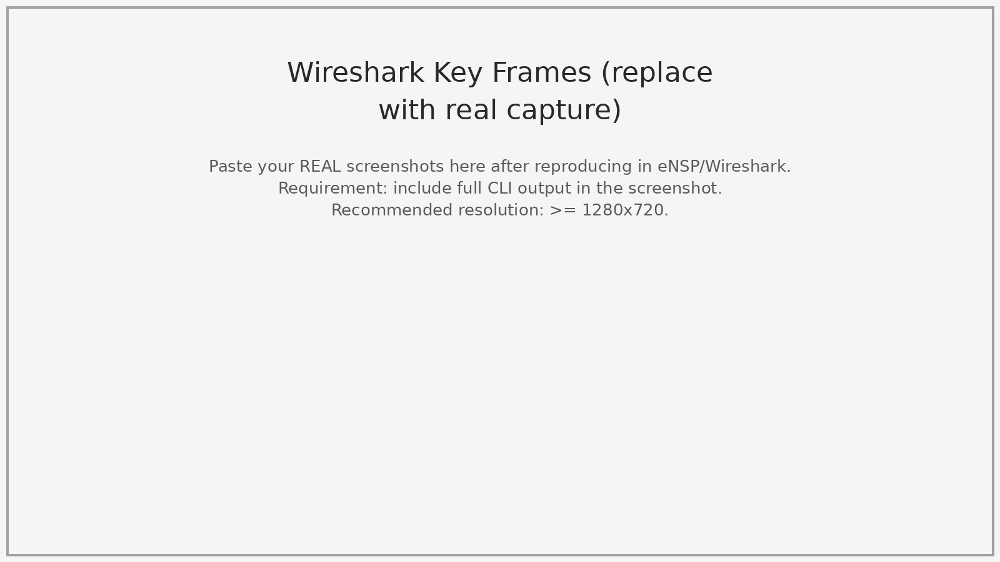 Wireshark Key Frames (replace
with real capture)
Paste your REAL screenshots here after reproducing in eNSP/Wireshark.
Requirement: include full CLI output in the screenshot.
Recommended resolution: >= 1280x720.